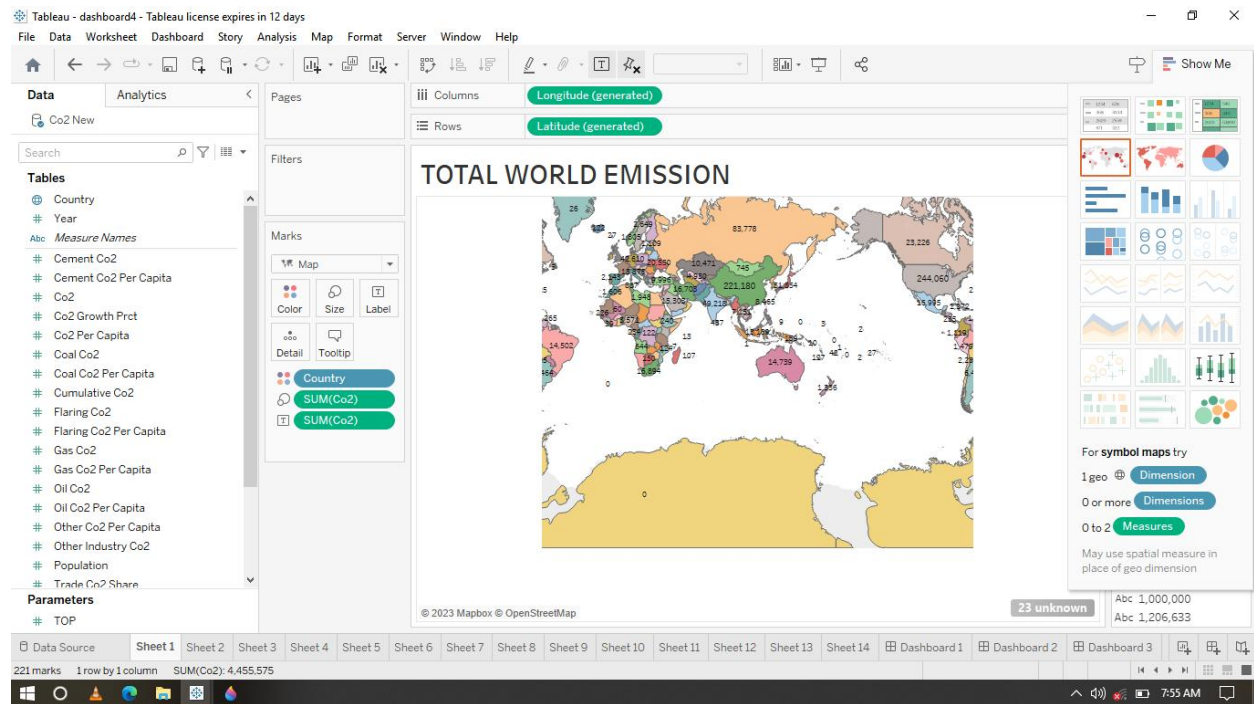 Tableau - dashboard4 - Tableau license expires in 12 days
File Data Worksheet Dashboard Story Analysis Map Format Server Window Help
Show Me
Data Analytics
Co2 New
Search
Tables
Country
Year
Abc Measure Names
Cement Co2
Cement Co2 Per Capita
Co2
Co2 Growth Prct
Co2 Per Capita
Coal Co2
Coal Co2 Per Capita
Cumulative Co2
Flaring Co2
Flaring Co2 Per Capita
Gas Co2
Gas Co2 Per Capita
Oil Co2
Oil Co2 Per Capita
Other Co2 Per Capita
Other Industry Co2
Population
Trade Co2 Share
Parameters
TOP
Pages
Filters
Marks
Map
Color Size Label
Detail Tooltip
Country
SUM(Co2)
SUM(Co2)
Columns Longitude (generated)
Rows Latitude (generated)
TOTAL WORLD EMISSION
26
83,778
23,226
10,471
745
221,180
244,060
14,502
14,739
107
0
0
© 2023 Mapbox © OpenStreetMap
23 unknown
For symbol maps try
1 geo Dimension
0 or more Dimensions
0 to 2 Measures
May use spatial measure in
place of geo dimension
Abc 1,000,000
Abc 1,206,633
Data Source Sheet 1 Sheet 2 Sheet 3 Sheet 4 Sheet 5 Sheet 6 Sheet 7 Sheet 8 Sheet 9 Sheet 10 Sheet 11 Sheet 12 Sheet 13 Sheet 14 Dashboard 1 Dashboard 2 Dashboard 3
221 marks 1 row by 1 column SUM(Co2): 4,455,575
7:55 AM